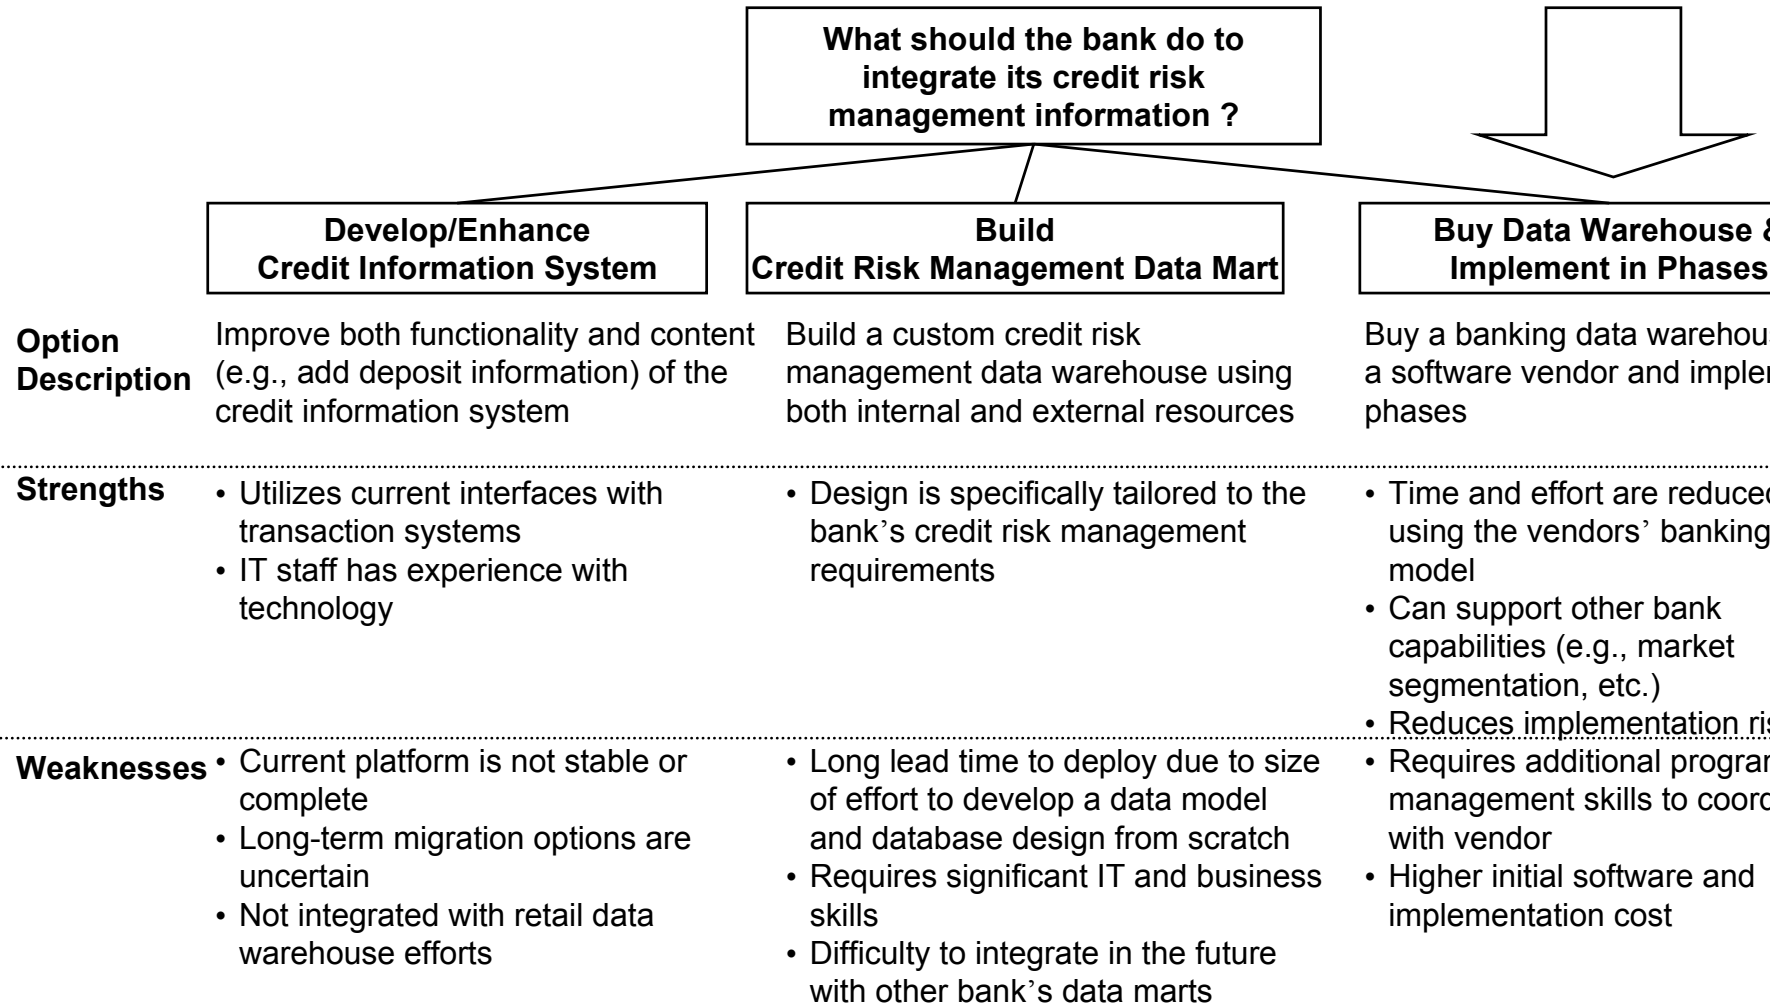 What should the bank do to
integrate its credit risk
management information ?
Develop/Enhance
Credit Information System
Build
Credit Risk Management Data Mart
Buy Data Warehouse &
Implement in Phases
Option
Description
Improve both functionality and content
(e.g., add deposit information) of the
credit information system
Build a custom credit risk
management data warehouse using
both internal and external resources
Buy a banking data
a software vendor and
phases
Strengths
• Utilizes current interfaces with
transaction systems
• IT staff has experience with
technology
• Design is specifically tailored to the
bank’s credit risk management
requirements
• Time and effort are
using the vendors’ banking
model
• Can support other bank
capabilities (e.g., market
segmentation, etc.)
• Reduces implementation
Weaknesses
• Current platform is not stable or
complete
• Long-term migration options are
uncertain
• Not integrated with retail data
warehouse efforts
• Long lead time to deploy due to size
of effort to develop a data model
and database design from scratch
• Requires significant IT and business
skills
• Difficulty to integrate in the future
with other bank’s data marts
• Requires additional
management skills to
with vendor
• Higher initial software and
implementation cost